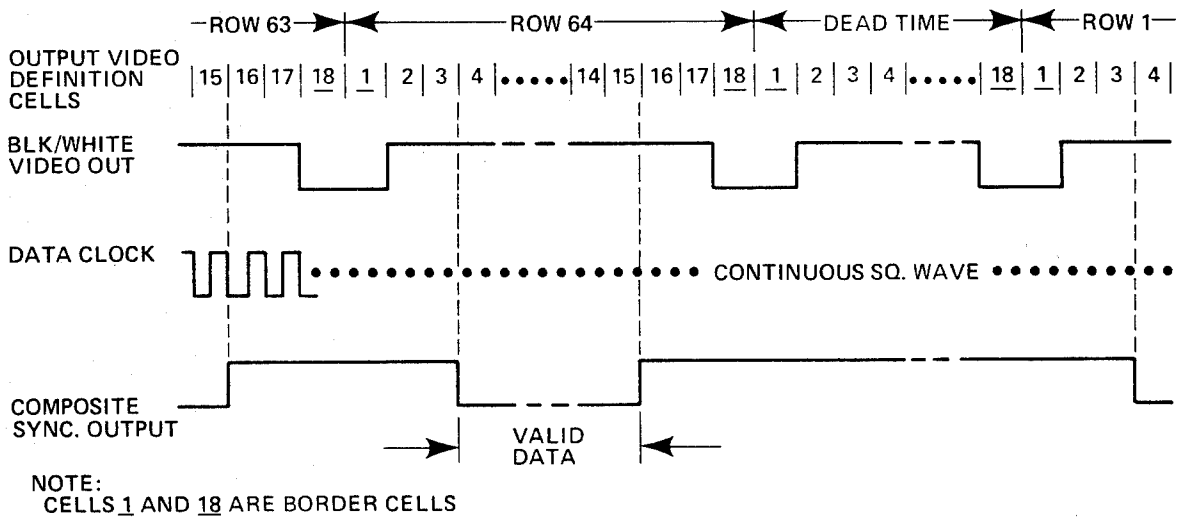 ROW 63 ROW 64 DEAD TIME ROW 1
OUTPUT VIDEO
DEFINITION
CELLS
15 16 17 18 1 2 3 4 ••••• 14 15 16 17 18 1 2 3 4 ••••• 18 1 2 3 4
BLK/WHITE
VIDEO OUT
DATA CLOCK
CONTINUOUS SQ. WAVE
COMPOSITE
SYNC. OUTPUT
VALID
DATA
NOTE:
CELLS 1 AND 18 ARE BORDER CELLS